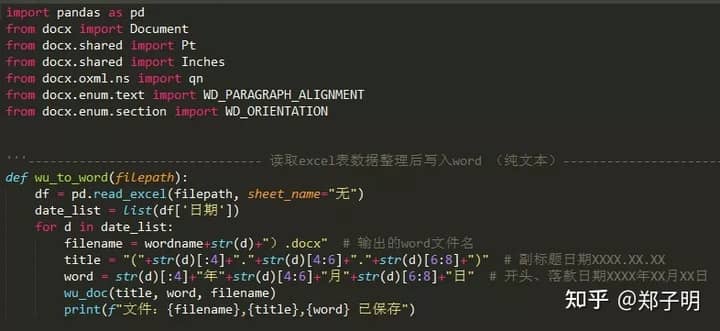 import pandas as pd
from docx import Document
from docx.shared import Pt
from docx.shared import Inches
from docx.oxml.ns import qn
from docx.enum.text import WD_PARAGRAPH_ALIGNMENT
from docx.enum.section import WD_ORIENTATION
'''------------------------------ 读取excel表数据整理后写入word （纯文本）--------------------
def wu_to_word(filepath):
df = pd.read_excel(filepath, sheet_name="无")
date_list = list(df['日期'])
for d in date_list:
filename = wordname+str(d)+"）.docx" # 输出的word文件名
title = "("+str(d)[:4]+"."+str(d)[4:6]+"."+str(d)[6:8]+")" # 副标题日期XXXX.XX.XX
word = str(d)[:4]+"年"+str(d)[4:6]+"月"+str(d)[6:8]+"日" # 开头、落款日期XXXX年XX月XX日
wu_doc(title, word, filename)
print(f"文件：{filename},{title},{word} 已保存")
知乎 @郑子明